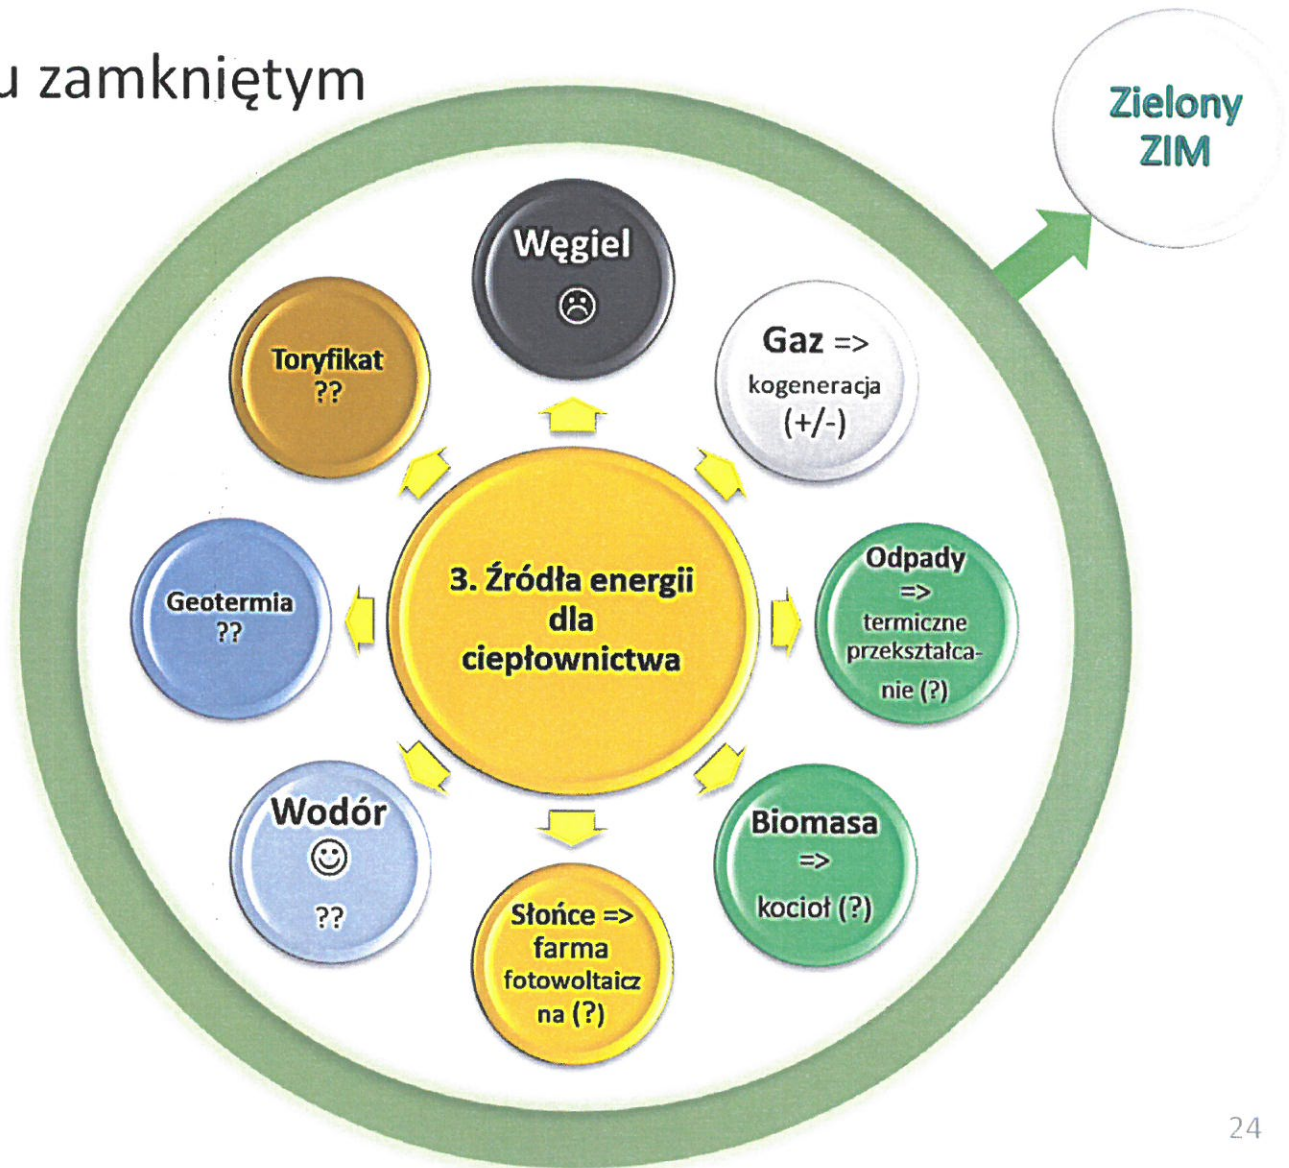 u zamkniętym
Zielony
ZIM
Węgiel
☹
Gaz =>
kogeneracja
(+/-)
Odpady
=>
termiczne
przekształca-
nie (?)
Biomasa
=>
kocioł (?)
Słońce =>
farma
fotowoltaicz
na (?)
Wodór
☺
??
Geotermia
??
Toryfikat
??
3. Źródła energii
dla
ciepłownictwa
24